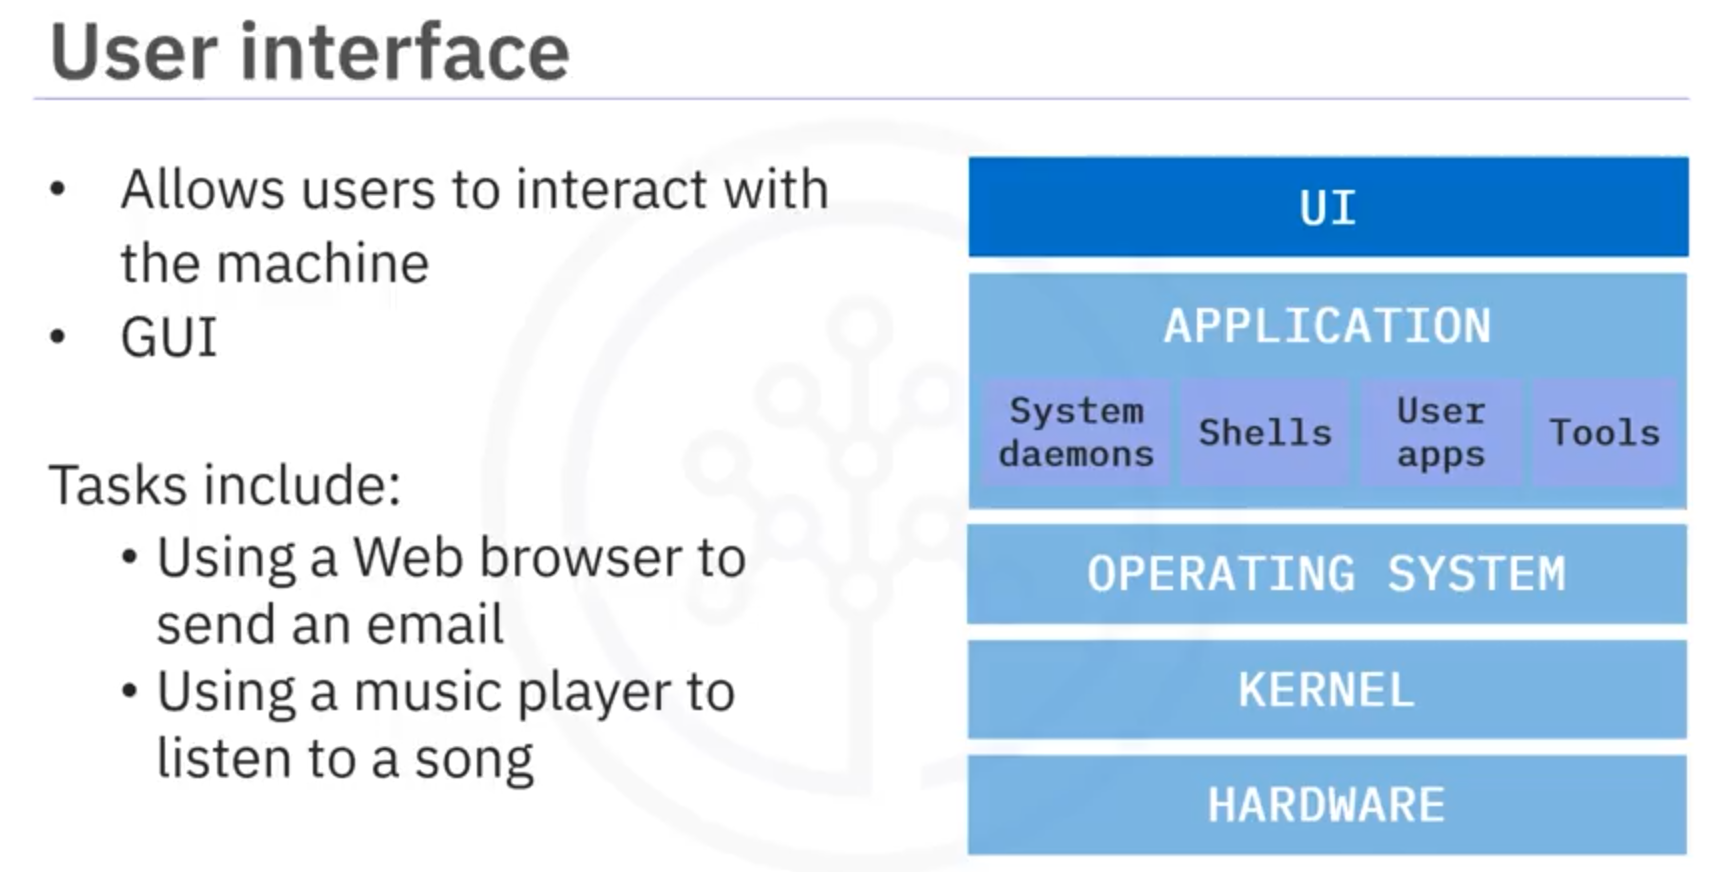 User interface
• Allows users to interact with
the machine
• GUI
Tasks include:
• Using a Web browser to
send an email
• Using a music player to
listen to a song
UI
APPLICATION
System
daemons
Shells
User
apps
Tools
OPERATING SYSTEM
KERNEL
HARDWARE